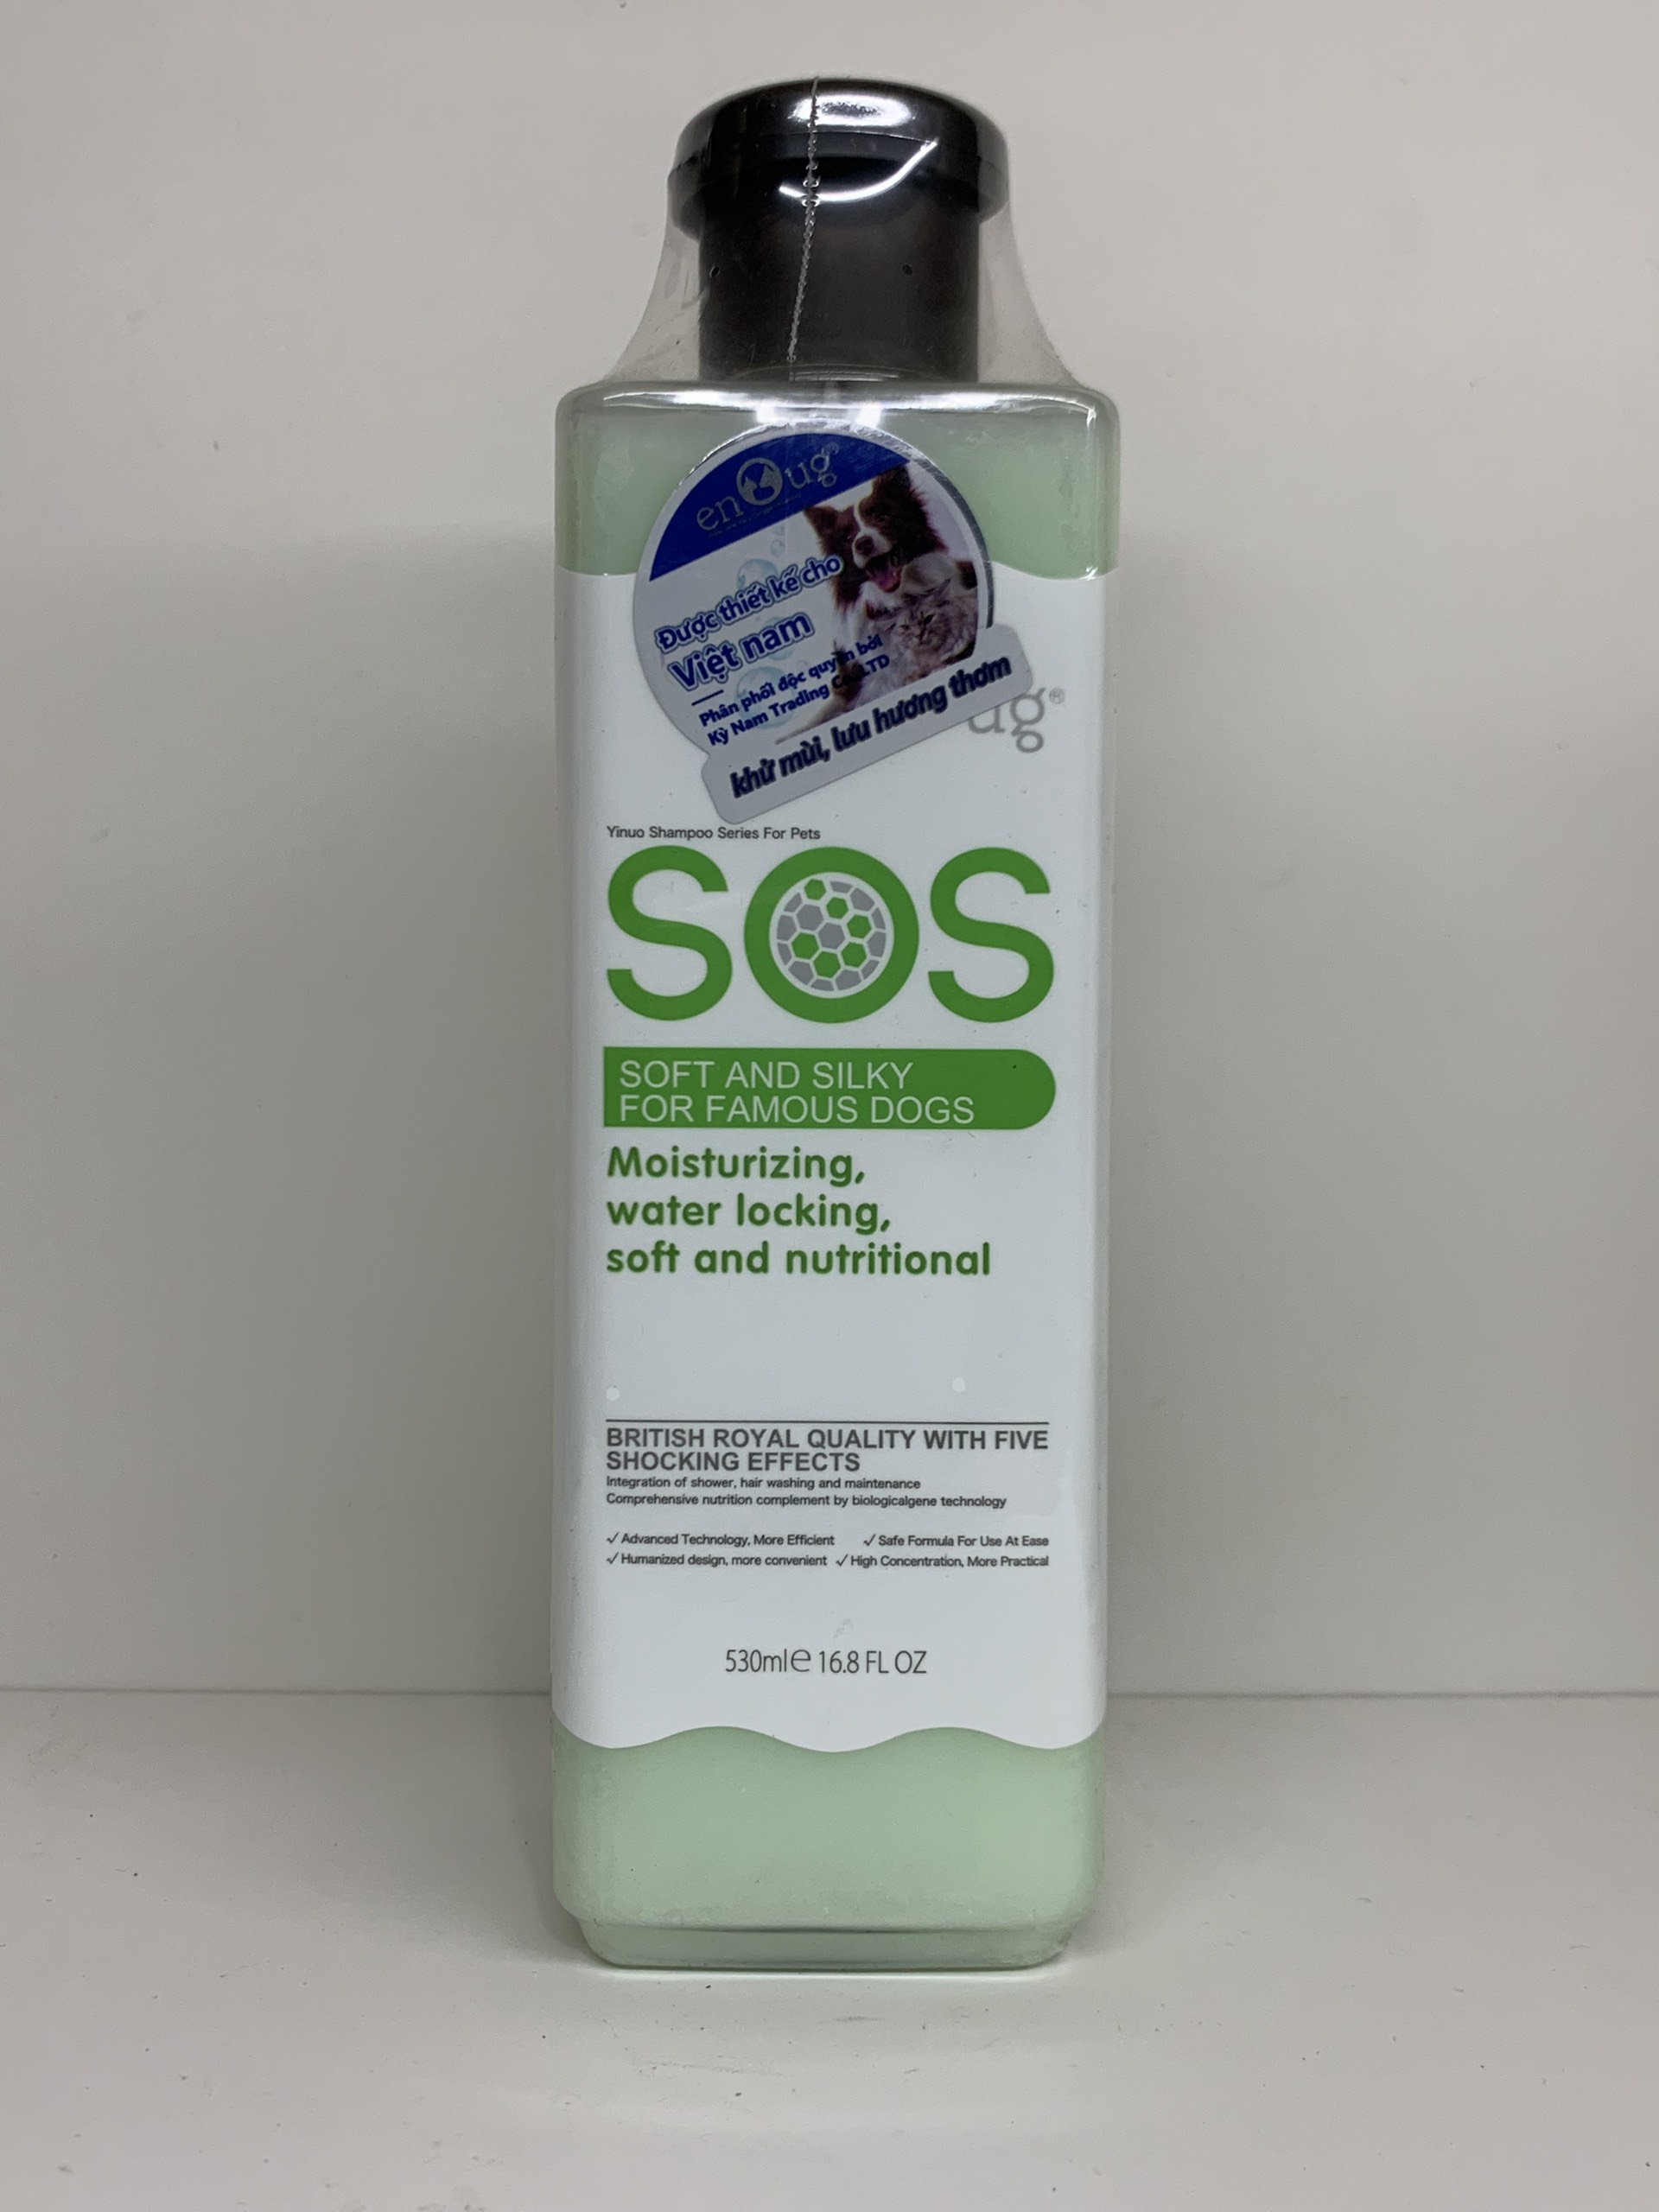 enoug®
Được thiết kế cho
Việt nam
Phân phối độc quyền bởi
Kỳ Nam Trading Co., LTD
khử mùi, lưu hương thơm
ug®
Yinuo Shampoo Series For Pets
SOS
SOFT AND SILKY
FOR FAMOUS DOGS
Moisturizing,
water locking,
soft and nutritional
BRITISH ROYAL QUALITY WITH FIVE
SHOCKING EFFECTS
Integration of shower, hair washing and maintenance
Comprehensive nutrition complement by biologicalgene technology
✓ Advanced Technology, More Efficient ✓ Safe Formula For Use At Ease
✓ Humanized design, more convenient ✓ High Concentration, More Practical
530ml℮ 16.8 FL OZ